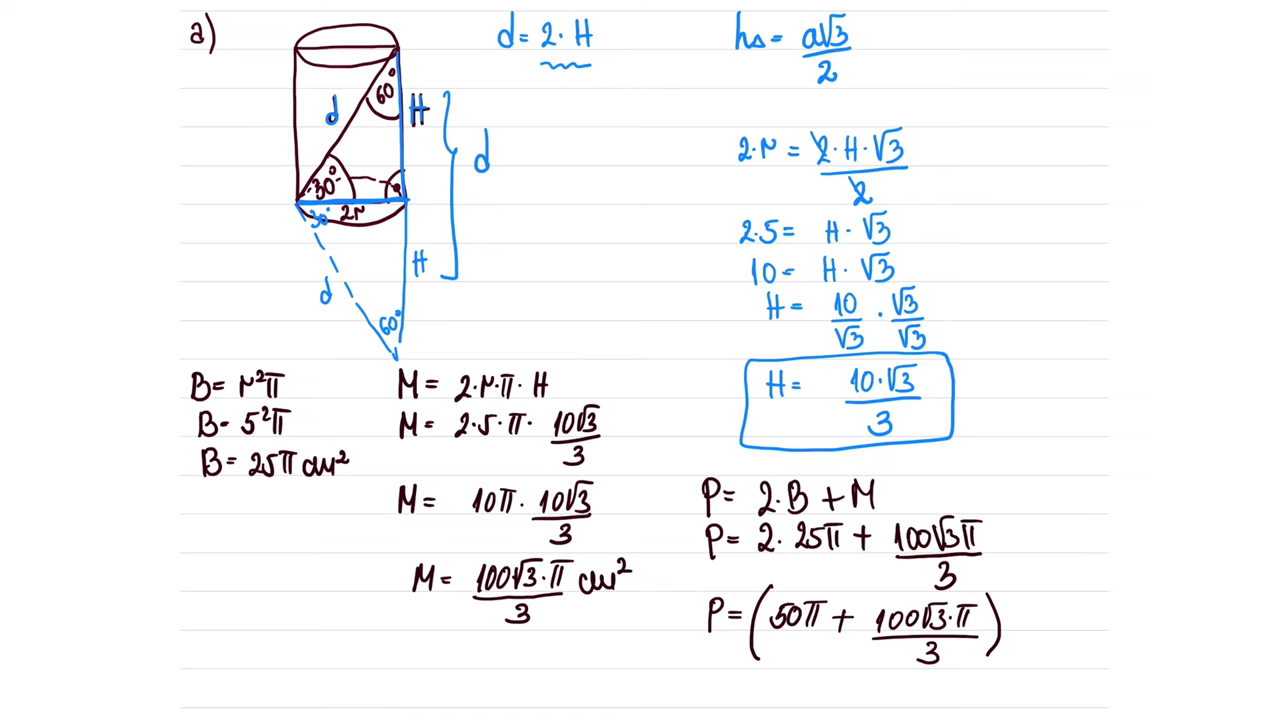 a)
d = 2 · H
h△ = a√3/2
60°
d
H
d
30°
2r
30°
H
d
60°
2·r = 2·H·√3/2
2·5 = H·√3
10 = H·√3
H = 10/√3 · √3/√3
H = 10·√3/3
B = r²π
B = 5²π
B = 25π cm²
M = 2·r·π·H
M = 2·5·π· 10√3/3
M = 10π · 10√3/3
M = 100√3·π/3 cm²
P = 2·B + M
P = 2·25π + 100√3π/3
P = (50π + 100√3·π/3)